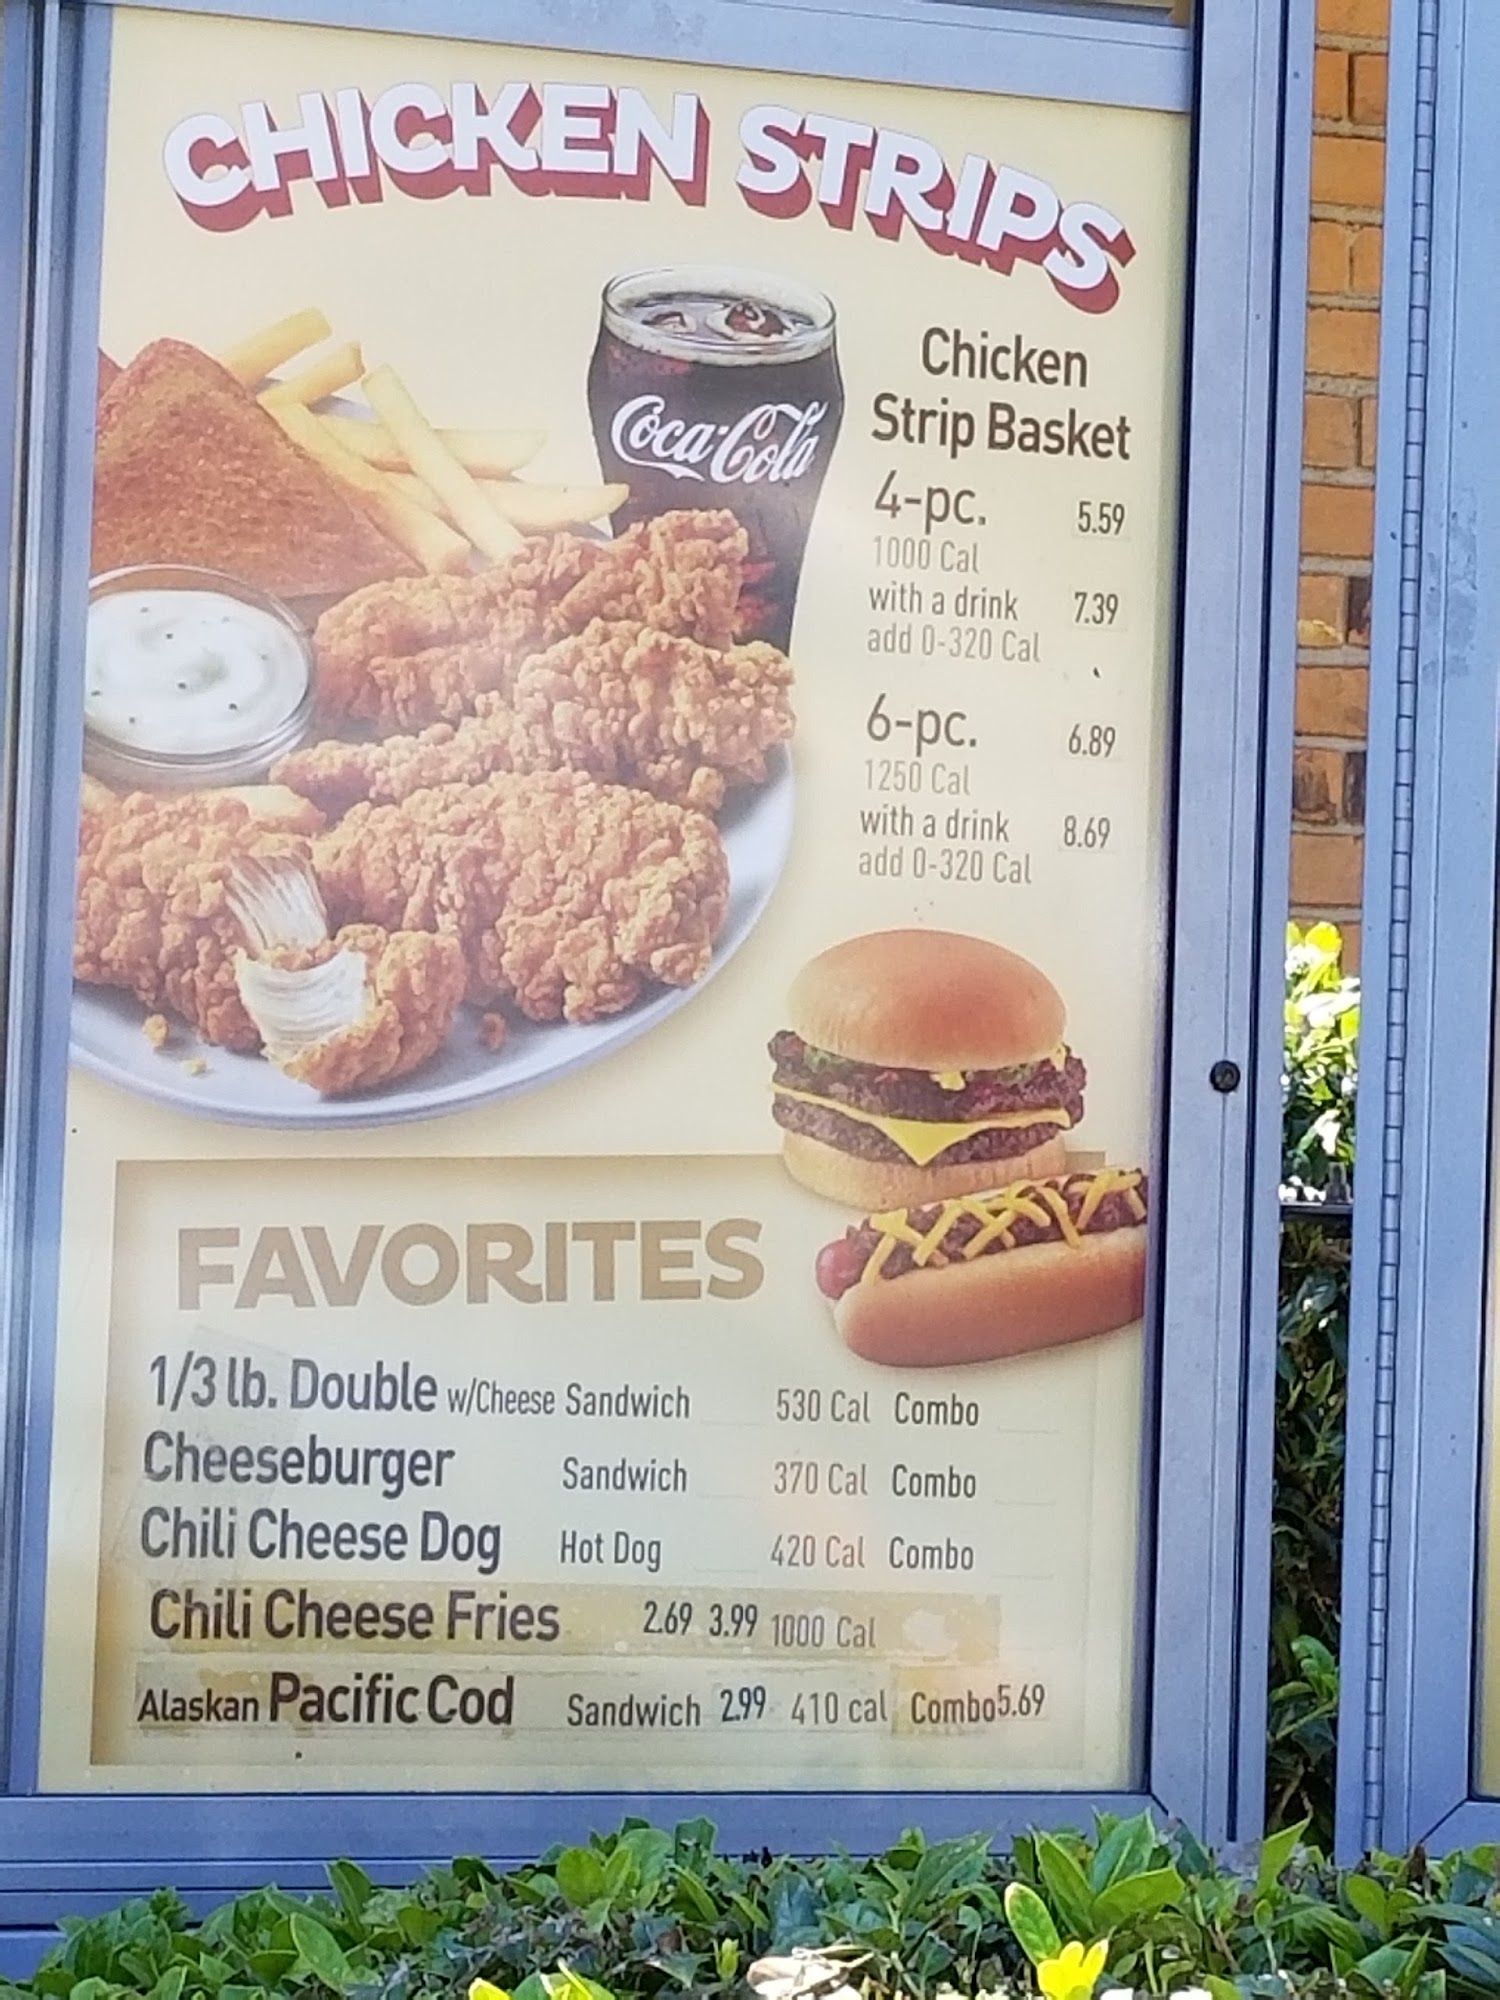 CHICKEN STRIPS
Coca-Cola
Chicken
Strip Basket
4-pc. 5.59
1000 Cal
with a drink 7.39
add 0-320 Cal
6-pc. 6.89
1250 Cal
with a drink 8.69
add 0-320 Cal
FAVORITES
1/3 lb. Double w/Cheese Sandwich 530 Cal Combo
Cheeseburger Sandwich 370 Cal Combo
Chili Cheese Dog Hot Dog 420 Cal Combo
Chili Cheese Fries 2.69 3.99 1000 Cal
Alaskan Pacific Cod Sandwich 2.99 410 cal Combo 5.69